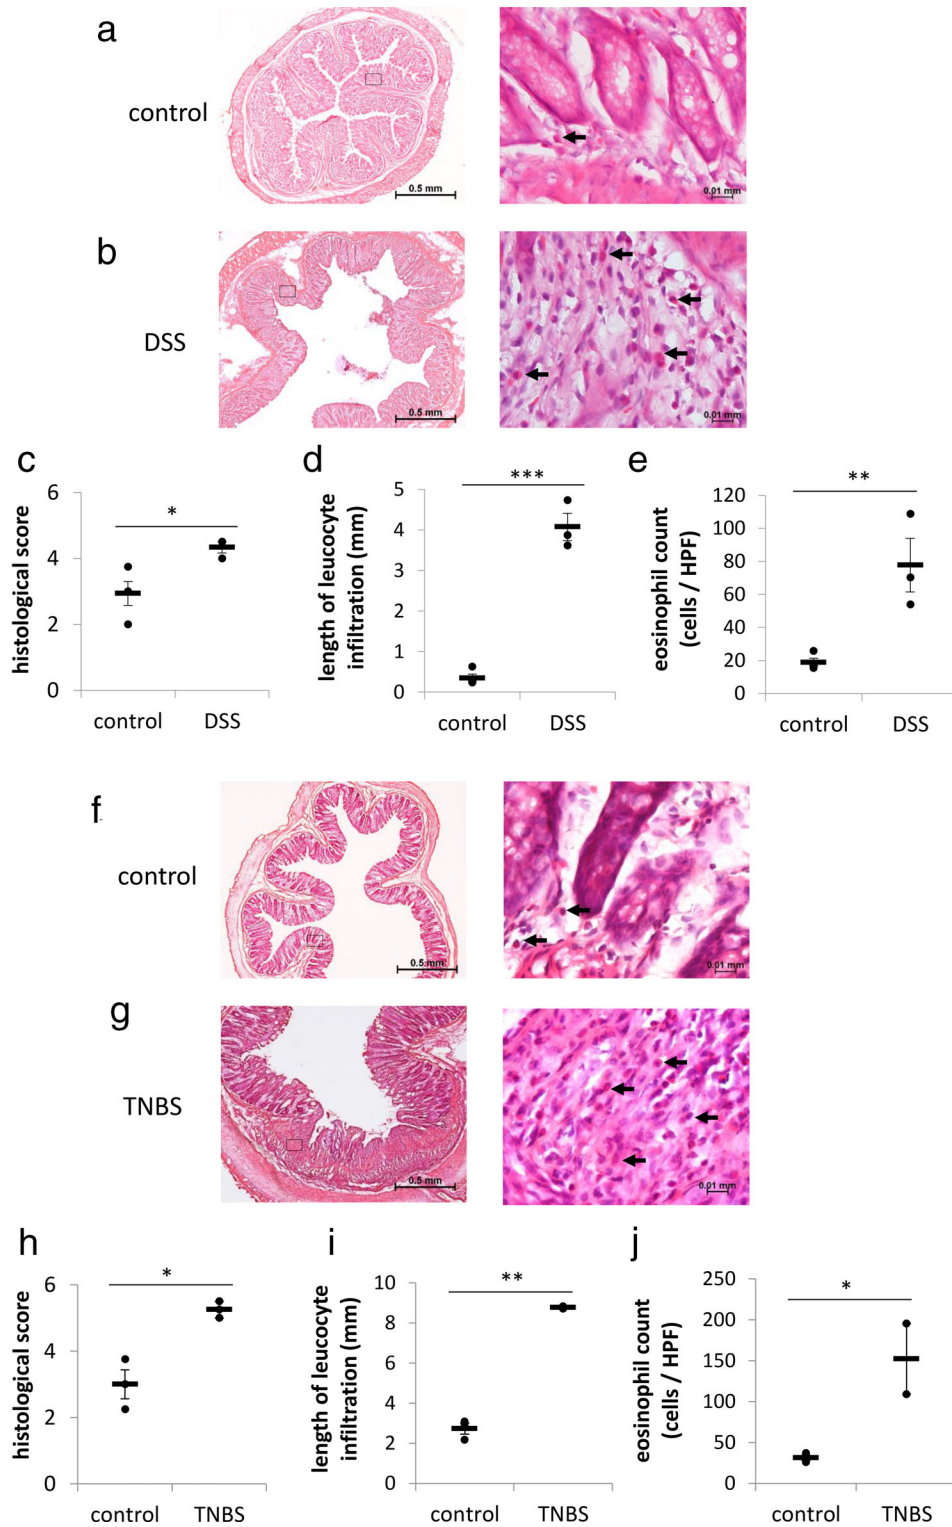 a
control
0.5 mm
0.01 mm
b
DSS
0.5 mm
0.01 mm
c
histological score
6
4
2
0
*
control DSS
d
length of leucocyte
infiltration (mm)
5
4
3
2
1
0
***
control DSS
e
eosinophil count
(cells / HPF)
120
100
80
60
40
20
0
**
control DSS
f
control
0.5 mm
0.01 mm
g
TNBS
0.5 mm
0.01 mm
h
histological score
6
4
2
0
*
control TNBS
i
length of leucocyte
infiltration (mm)
10
8
6
4
2
0
**
control TNBS
j
eosinophil count
(cells / HPF)
250
200
150
100
50
0
*
control TNBS